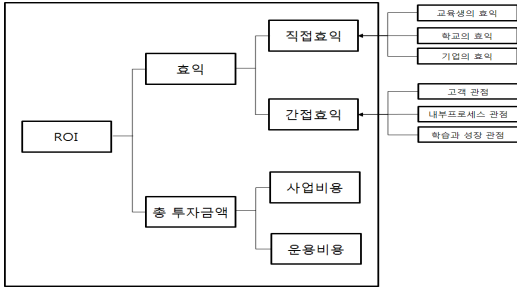 ROI
효익
직접효익
교육생의 효익
학교의 효익
기업의 효익
간접효익
고객 관점
내부프로세스 관점
학습과 성장 관점
총 투자금액
사업비용
운용비용